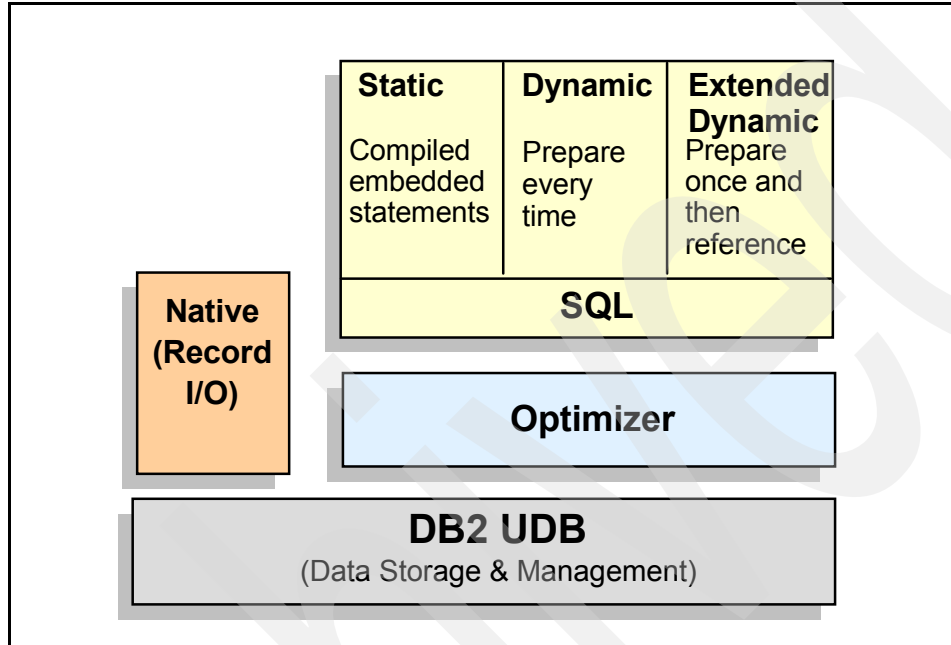 Static
Compiled
embedded
statements
Dynamic
Prepare
every
time
Extended
Dynamic
Prepare
once and
then
reference
SQL
Native
(Record
I/O)
Optimizer
DB2 UDB
(Data Storage & Management)